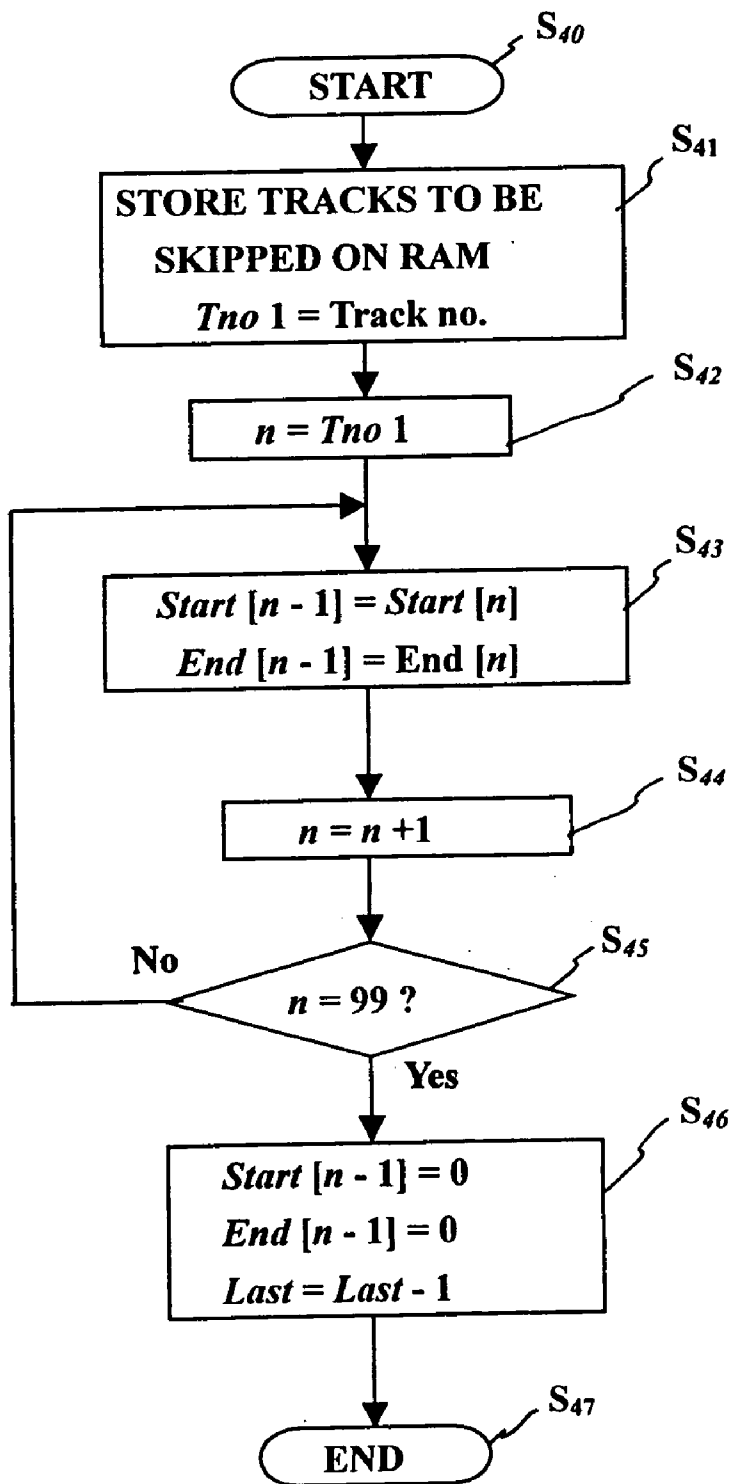 S40
START
S41
STORE TRACKS TO BE
SKIPPED ON RAM
Tno 1 = Track no.
S42
n = Tno 1
S43
Start [n - 1] = Start [n]
End [n - 1] = End [n]
S44
n = n +1
S45
No
n = 99 ?
Yes
S46
Start [n - 1] = 0
End [n - 1] = 0
Last = Last - 1
S47
END